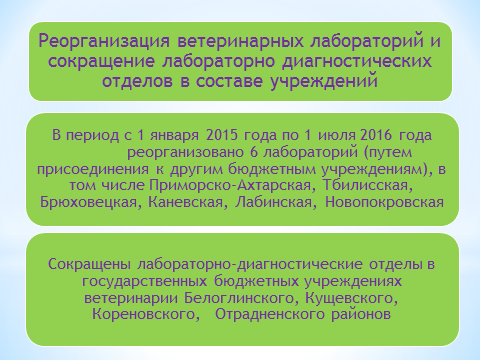 Реорганизация ветеринарных лабораторий и
сокращение лабораторно диагностических
отделов в составе учреждений
В период с 1 января 2015 года по 1 июля 2016 года
реорганизовано 6 лабораторий (путем
присоединения к другим бюджетным учреждениям), в
том числе Приморско-Ахтарская, Тбилисская,
Брюховецкая, Каневская, Лабинская, Новопокровская
Сокращены лабораторно-диагностические отделы в
государственных бюджетных учреждениях
ветеринарии Белоглинского, Кущевского,
Кореновского, Отрадненского районов